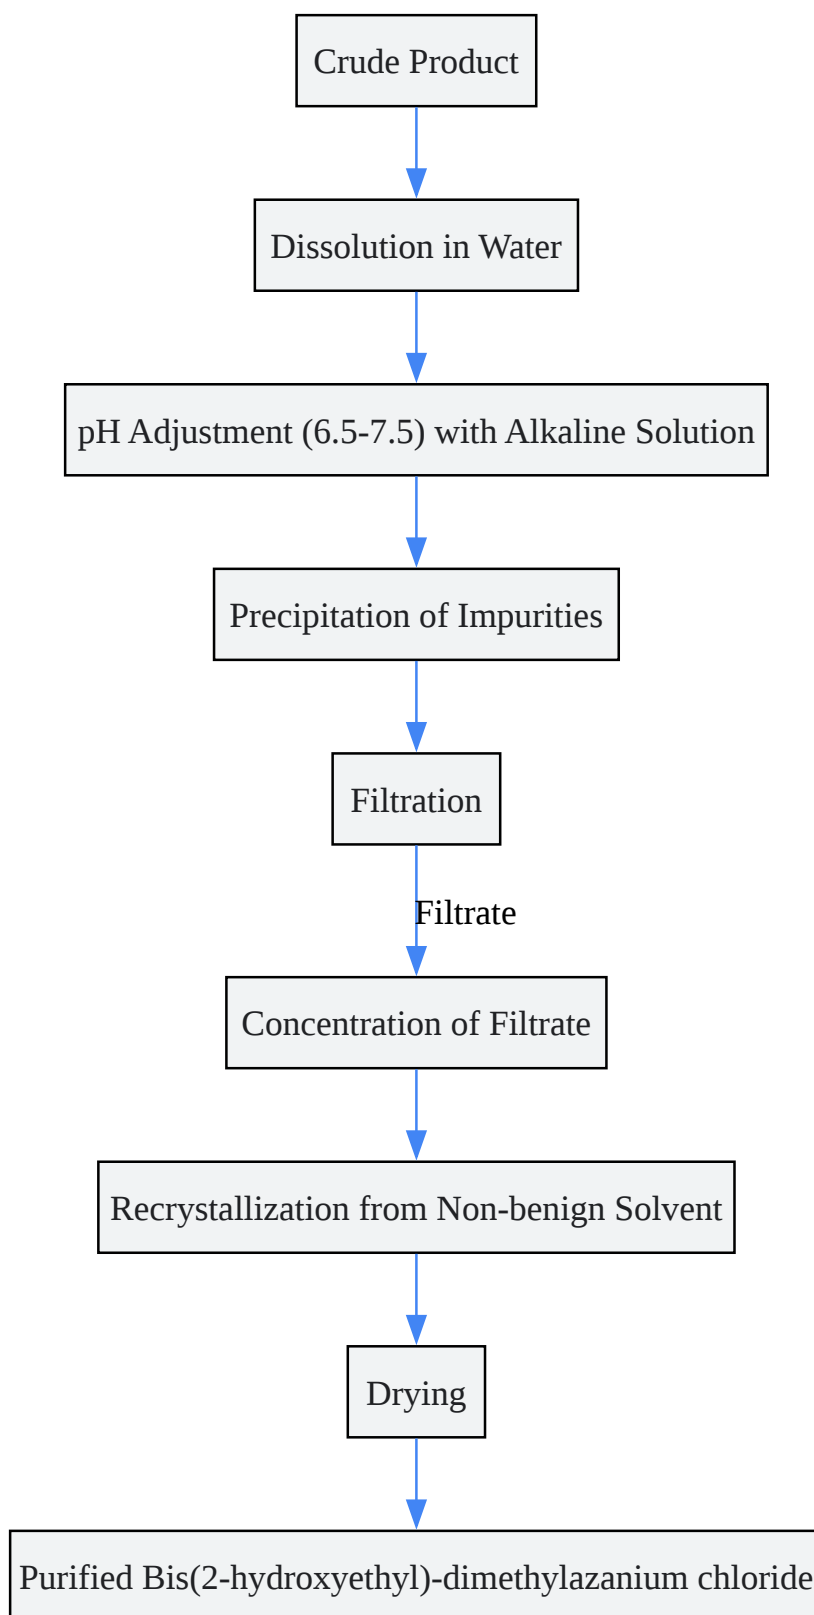 Crude Product
Dissolution in Water
pH Adjustment (6.5-7.5) with Alkaline Solution
Precipitation of Impurities
Filtration
Filtrate
Concentration of Filtrate
Recrystallization from Non-benign Solvent
Drying
Purified Bis(2-hydroxyethyl)-dimethylazanium chloride